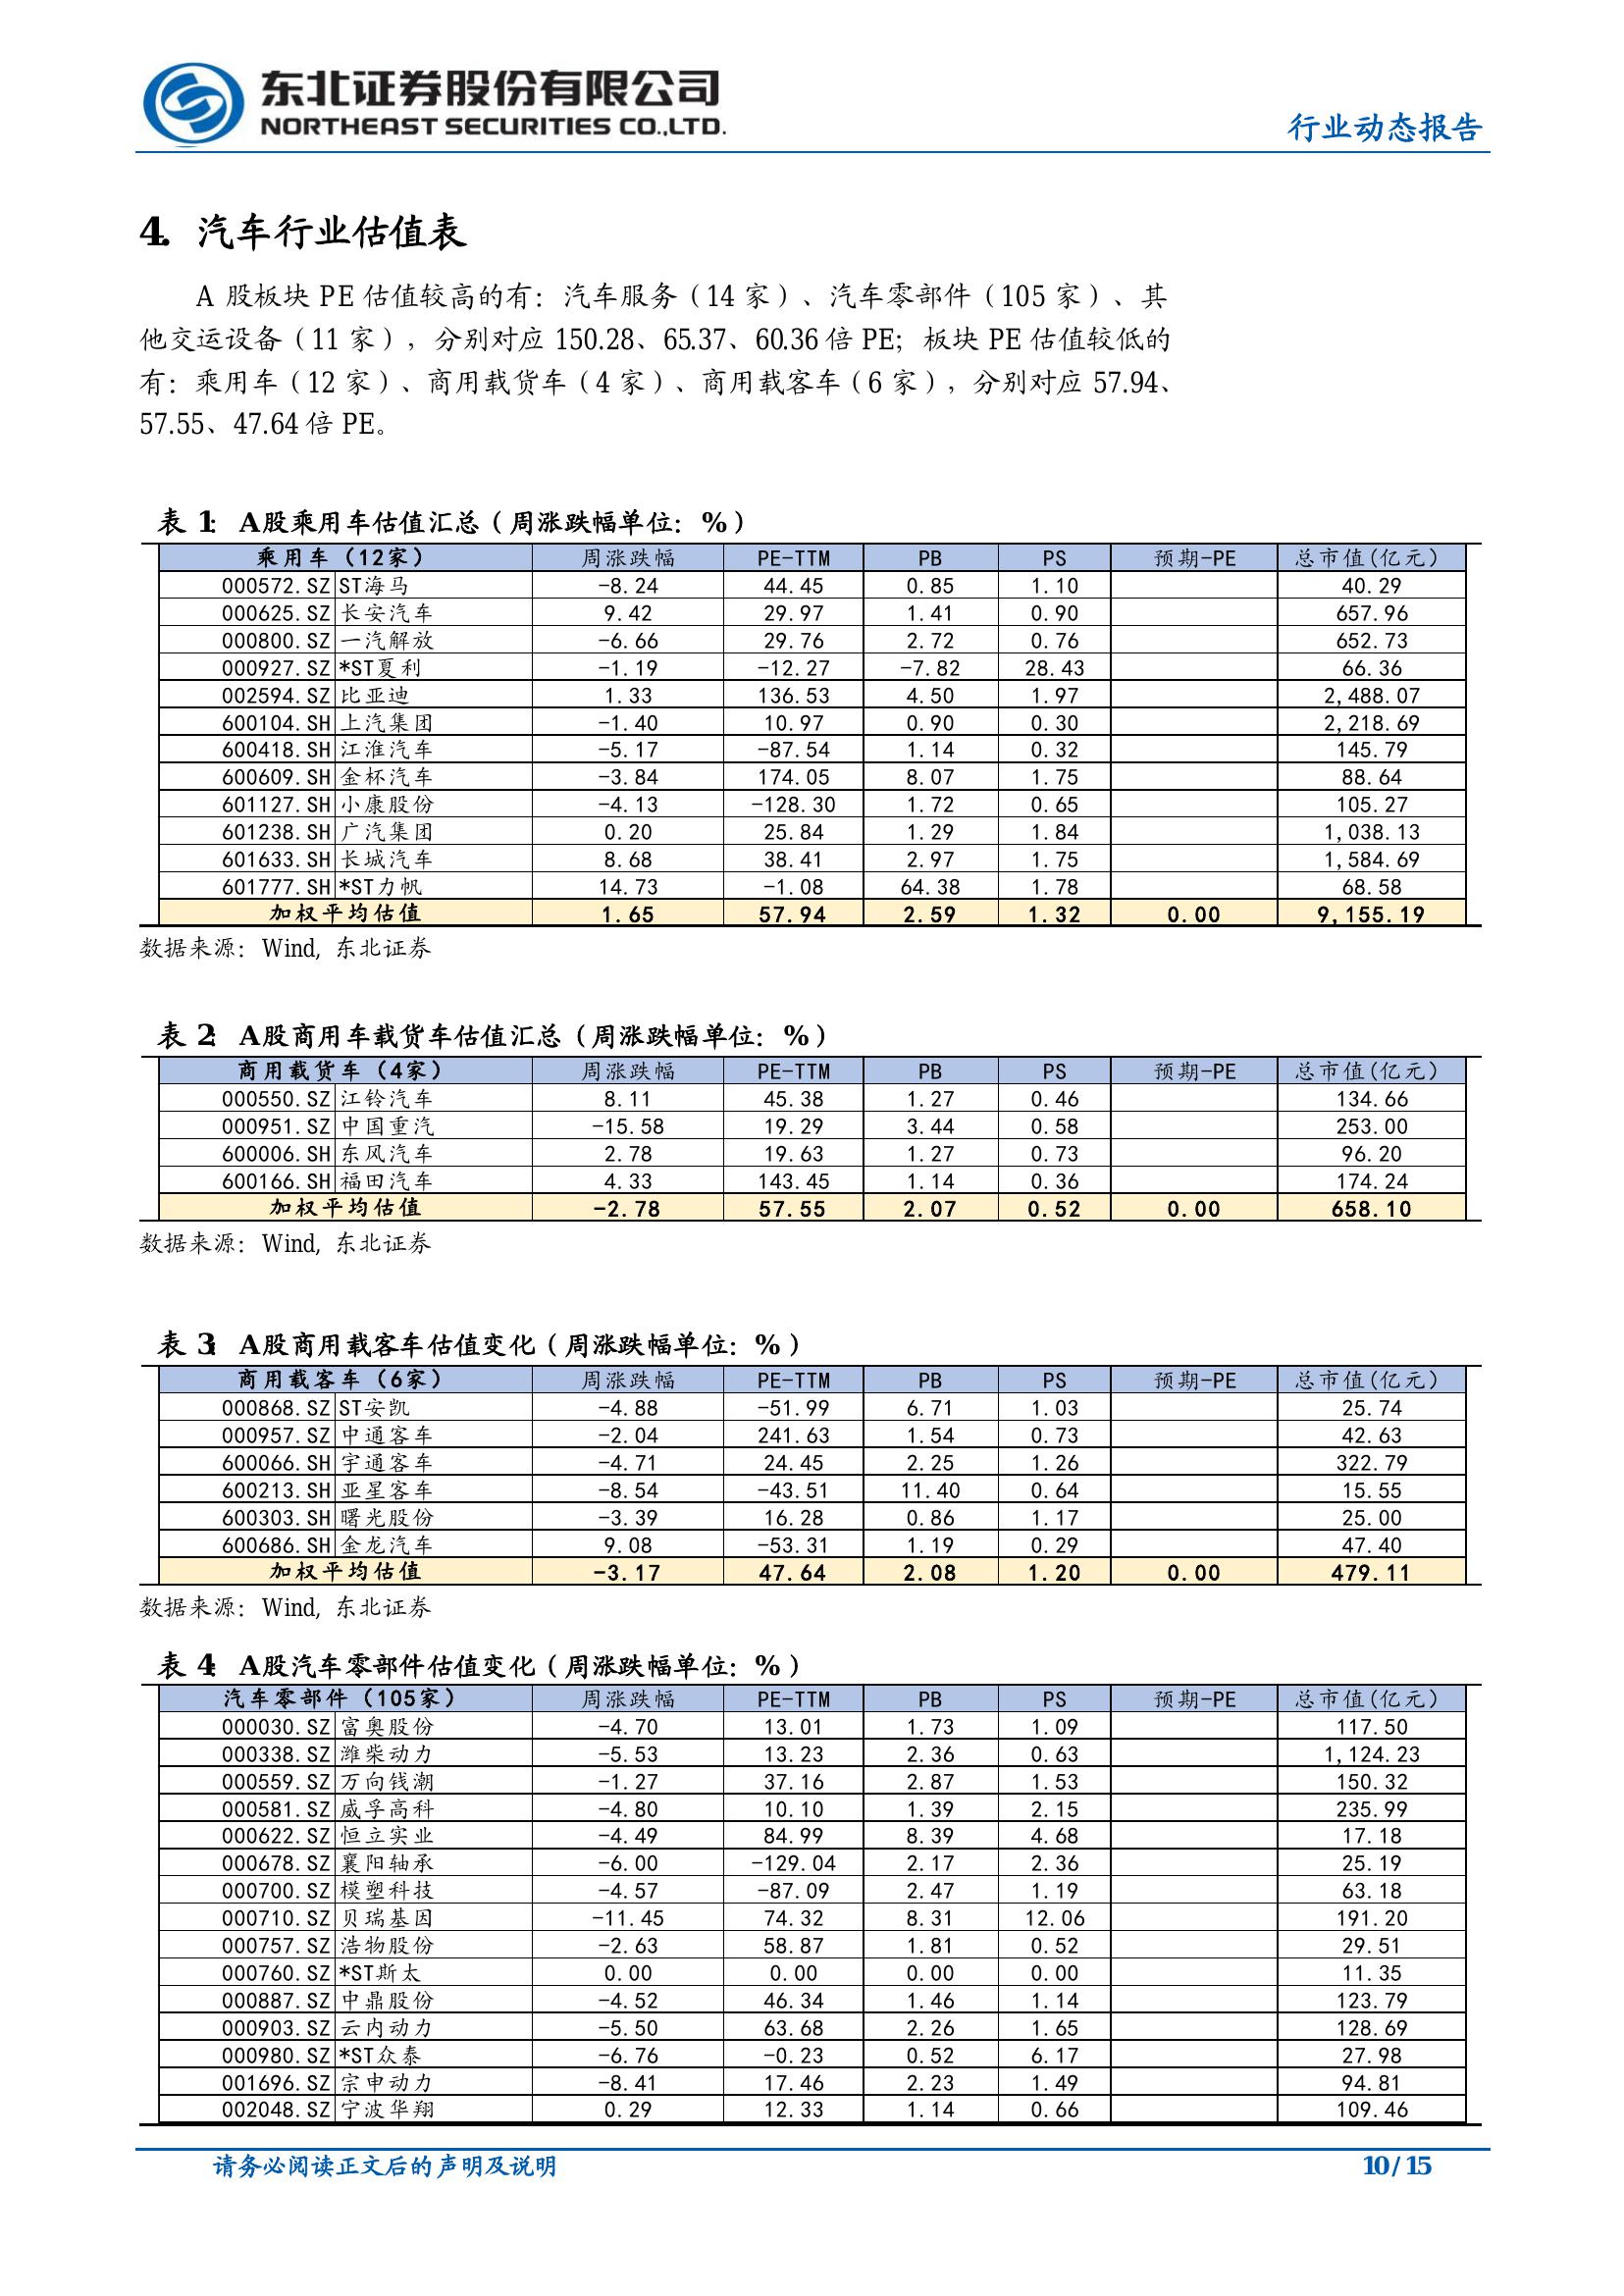 东北证券股份有限公司
NORTHEAST SECURITIES CO.,LTD.
行业动态报告
4. 汽车行业估值表
A 股板块 PE 估值较高的有：汽车服务（14 家）、汽车零部件（105 家）、其
他交运设备（11 家），分别对应 150.28、65.37、60.36 倍 PE；板块 PE 估值较低的
有：乘用车（12 家）、商用载货车（4 家）、商用载客车（6 家），分别对应 57.94、
57.55、47.64 倍 PE。
表 1： A股乘用车估值汇总（周涨跌幅单位：%）
乘用车（12家） 周涨跌幅 PE-TTM PB PS 预期-PE 总市值(亿元)
000572.SZ ST海马 -8.24 44.45 0.85 1.10 40.29
000625.SZ 长安汽车 9.42 29.97 1.41 0.90 657.96
000800.SZ 一汽解放 -6.66 29.76 2.72 0.76 652.73
000927.SZ *ST夏利 -1.19 -12.27 -7.82 28.43 66.36
002594.SZ 比亚迪 1.33 136.53 4.50 1.97 2,488.07
600104.SH 上汽集团 -1.40 10.97 0.90 0.30 2,218.69
600418.SH 江淮汽车 -5.17 -87.54 1.14 0.32 145.79
600609.SH 金杯汽车 -3.84 174.05 8.07 1.75 88.64
601127.SH 小康股份 -4.13 -128.30 1.72 0.65 105.27
601238.SH 广汽集团 0.20 25.84 1.29 1.84 1,038.13
601633.SH 长城汽车 8.68 38.41 2.97 1.75 1,584.69
601777.SH *ST力帆 14.73 -1.08 64.38 1.78 68.58
加权平均估值 1.65 57.94 2.59 1.32 0.00 9,155.19
数据来源：Wind, 东北证券
表 2： A股商用车载货车估值汇总（周涨跌幅单位：%）
商用载货车（4家） 周涨跌幅 PE-TTM PB PS 预期-PE 总市值(亿元)
000550.SZ 江铃汽车 8.11 45.38 1.27 0.46 134.66
000951.SZ 中国重汽 -15.58 19.29 3.44 0.58 253.00
600006.SH 东风汽车 2.78 19.63 1.27 0.73 96.20
600166.SH 福田汽车 4.33 143.45 1.14 0.36 174.24
加权平均估值 -2.78 57.55 2.07 0.52 0.00 658.10
数据来源：Wind, 东北证券
表 3： A股商用载客车估值变化（周涨跌幅单位：%）
商用载客车（6家） 周涨跌幅 PE-TTM PB PS 预期-PE 总市值(亿元)
000868.SZ ST安凯 -4.88 -51.99 6.71 1.03 25.74
000957.SZ 中通客车 -2.04 241.63 1.54 0.73 42.63
600066.SH 宇通客车 -4.71 24.45 2.25 1.26 322.79
600213.SH 亚星客车 -8.54 -43.51 11.40 0.64 15.55
600303.SH 曙光股份 -3.39 16.28 0.86 1.17 25.00
600686.SH 金龙汽车 9.08 -53.31 1.19 0.29 47.40
加权平均估值 -3.17 47.64 2.08 1.20 0.00 479.11
数据来源：Wind, 东北证券
表 4： A股汽车零部件估值变化（周涨跌幅单位：%）
汽车零部件（105家） 周涨跌幅 PE-TTM PB PS 预期-PE 总市值(亿元)
000030.SZ 富奥股份 -4.70 13.01 1.73 1.09 117.50
000338.SZ 潍柴动力 -5.53 13.23 2.36 0.63 1,124.23
000559.SZ 万向钱潮 -1.27 37.16 2.87 1.53 150.32
000581.SZ 威孚高科 -4.80 10.10 1.39 2.15 235.99
000622.SZ 恒立实业 -4.49 84.99 8.39 4.68 17.18
000678.SZ 襄阳轴承 -6.00 -129.04 2.17 2.36 25.19
000700.SZ 模塑科技 -4.57 -87.09 2.47 1.19 63.18
000710.SZ 贝瑞基因 -11.45 74.32 8.31 12.06 191.20
000757.SZ 浩物股份 -2.63 58.87 1.81 0.52 29.51
000760.SZ *ST斯太 0.00 0.00 0.00 0.00 11.35
000887.SZ 中鼎股份 -4.52 46.34 1.46 1.14 123.79
000903.SZ 云内动力 -5.50 63.68 2.26 1.65 128.69
000980.SZ *ST众泰 -6.76 -0.23 0.52 6.17 27.98
001696.SZ 宗申动力 -8.41 17.46 2.23 1.49 94.81
002048.SZ 宁波华翔 0.29 12.33 1.14 0.66 109.46
请务必阅读正文后的声明及说明
10 / 15